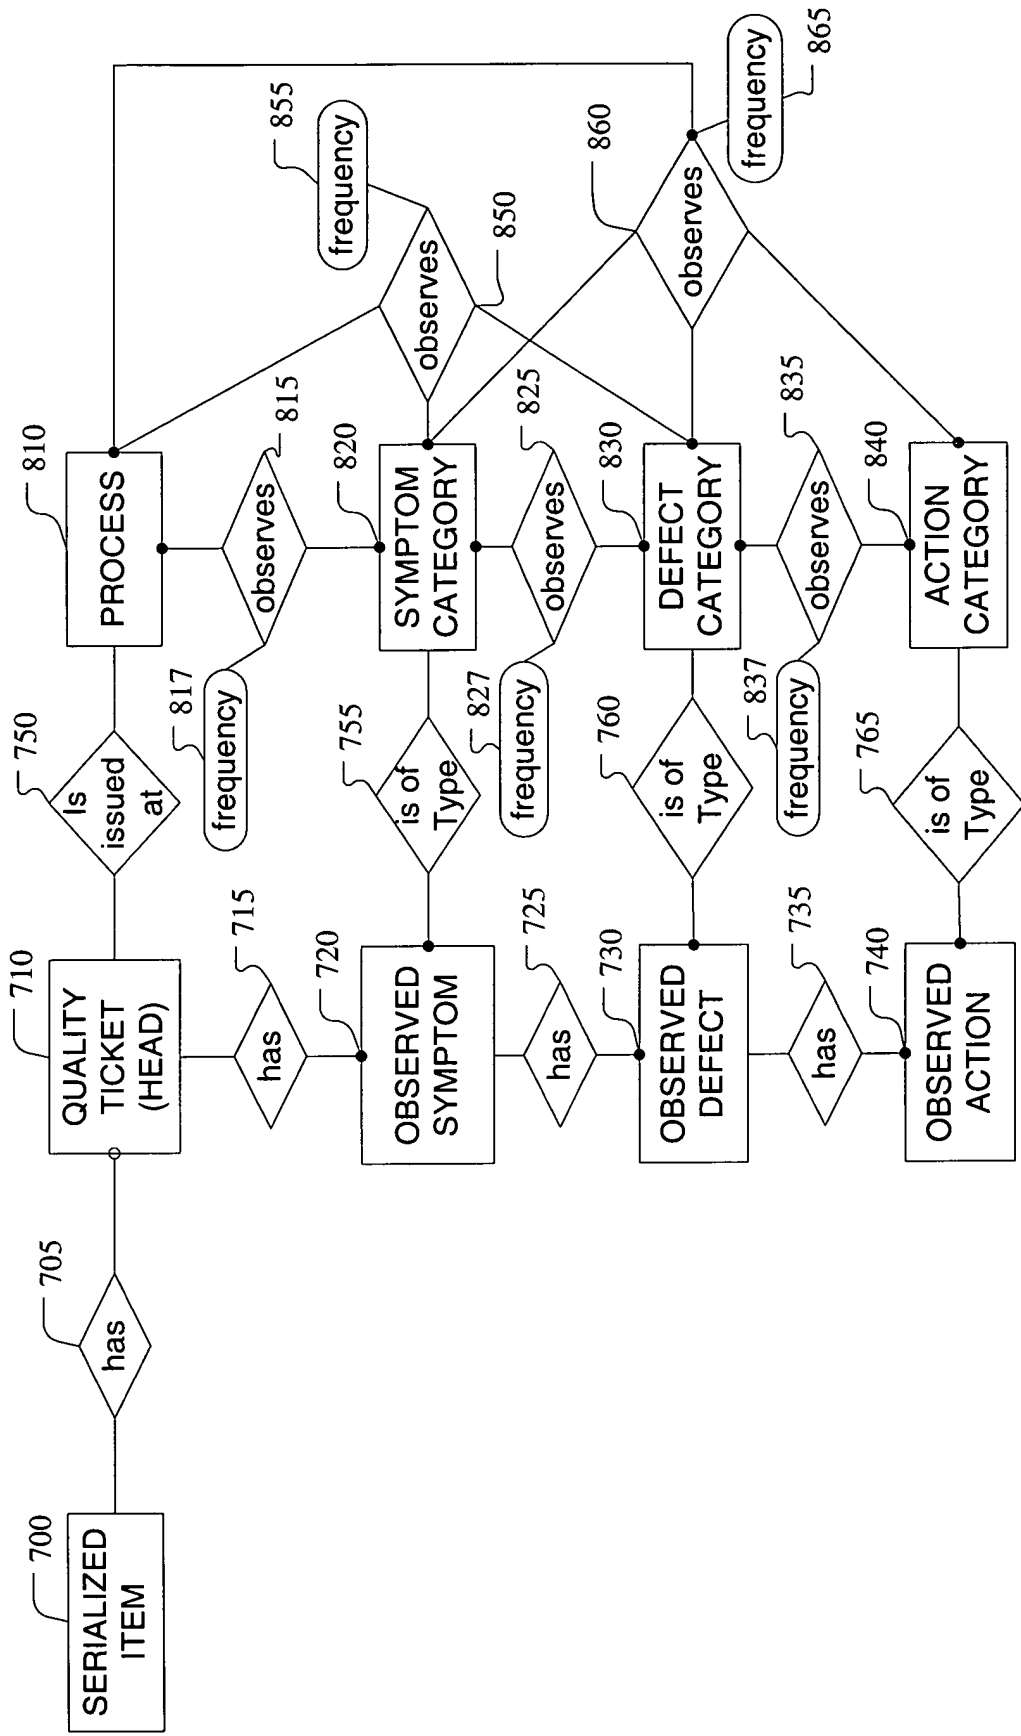 700
SERIALIZED
ITEM
705
has
710
QUALITY
TICKET
(HEAD)
750
Is
issued
at
810
PROCESS
715
has
817
frequency
815
observes
855
frequency
720
OBSERVED
SYMPTOM
755
is of
Type
820
SYMPTOM
CATEGORY
850
observes
725
has
827
frequency
825
observes
860
observes
865
frequency
730
OBSERVED
DEFECT
760
is of
Type
830
DEFECT
CATEGORY
735
has
837
frequency
835
observes
740
OBSERVED
ACTION
765
is of
Type
840
ACTION
CATEGORY